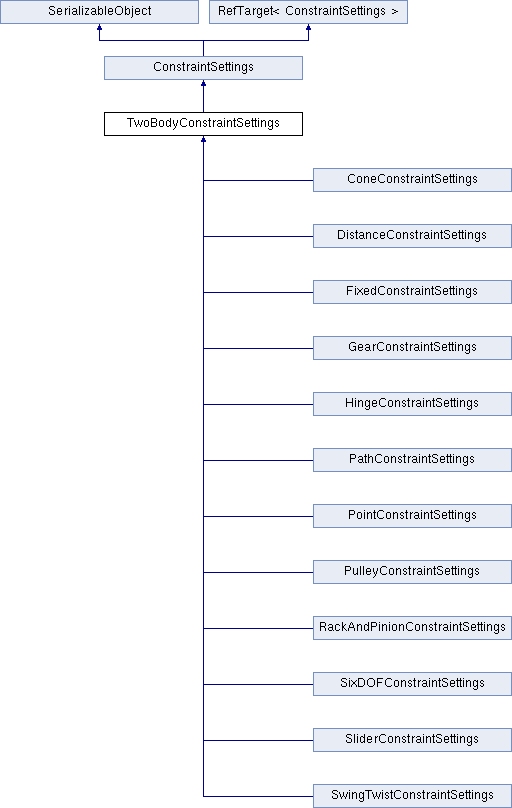 SerializableObject
RefTarget< ConstraintSettings >
ConstraintSettings
TwoBodyConstraintSettings
ConeConstraintSettings
DistanceConstraintSettings
FixedConstraintSettings
GearConstraintSettings
HingeConstraintSettings
PathConstraintSettings
PointConstraintSettings
PulleyConstraintSettings
RackAndPinionConstraintSettings
SixDOFConstraintSettings
SliderConstraintSettings
SwingTwistConstraintSettings